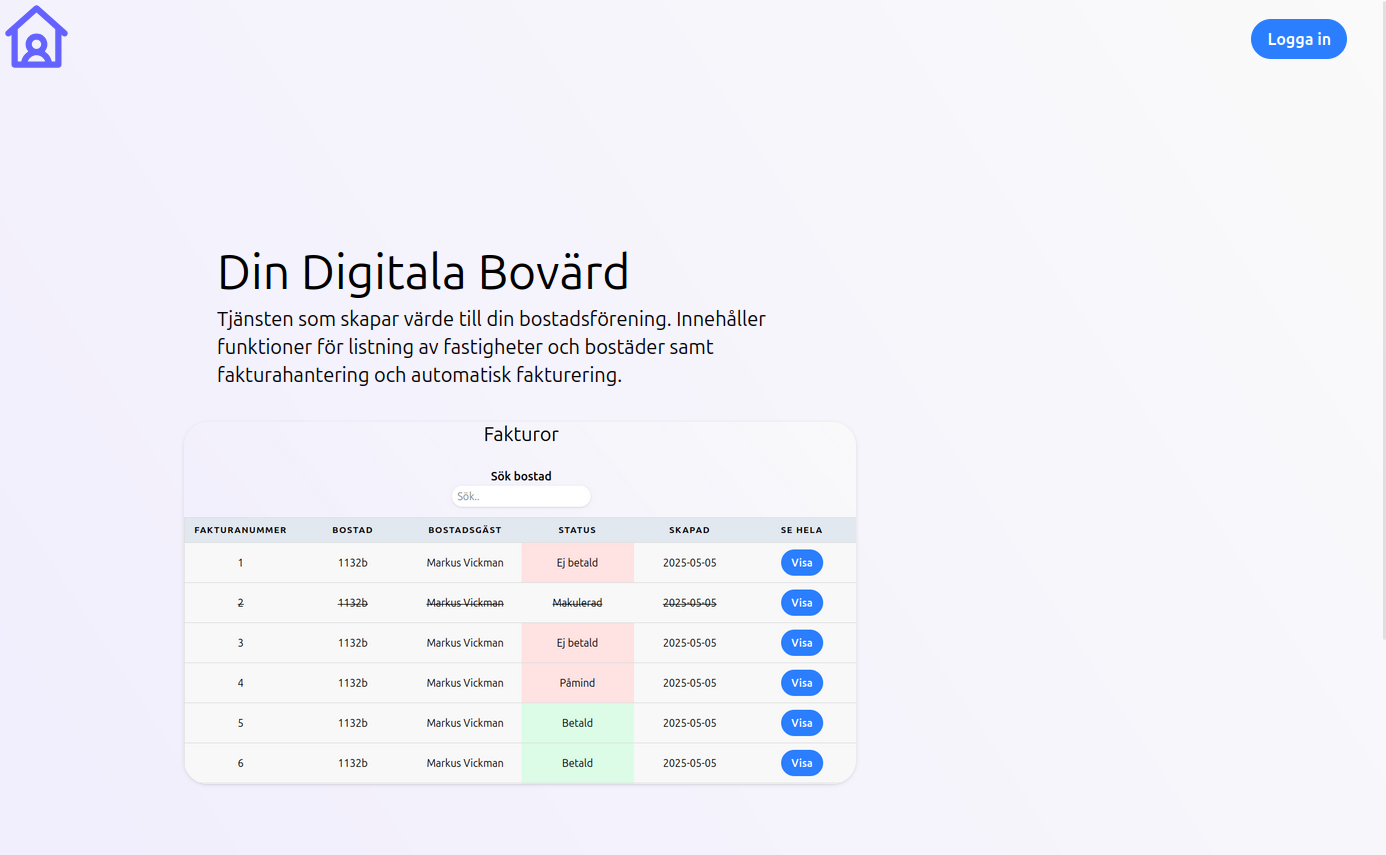 Logga in
Din Digitala Bovärd
Tjänsten som skapar värde till din bostadsförening. Innehåller
funktioner för listning av fastigheter och bostäder samt
fakturahantering och automatisk fakturering.
Fakturor
Sök bostad
Sök..
FAKTURANUMMER BOSTAD BOSTADSGÄST STATUS SKAPAD SE HELA
1 1132b Markus Vickman Ej betald 2025-05-05 Visa
2 1132b Markus Vickman Makulerad 2025-05-05 Visa
3 1132b Markus Vickman Ej betald 2025-05-05 Visa
4 1132b Markus Vickman Påmind 2025-05-05 Visa
5 1132b Markus Vickman Betald 2025-05-05 Visa
6 1132b Markus Vickman Betald 2025-05-05 Visa